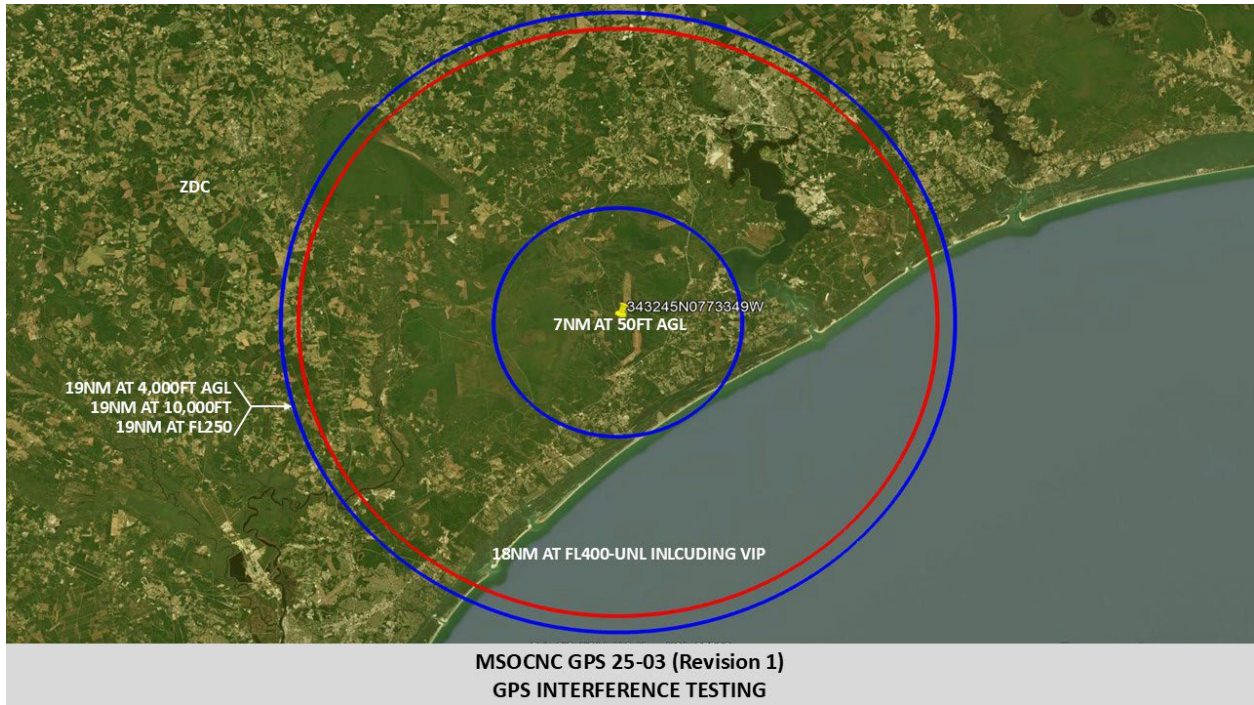 ZDC
343245N0773349W
7NM AT 50FT AGL
19NM AT 4,000FT AGL
19NM AT 10,000FT
19NM AT FL250
18NM AT FL400-UNL INLCUDING VIP
MSOCNC GPS 25-03 (Revision 1)
GPS INTERFERENCE TESTING